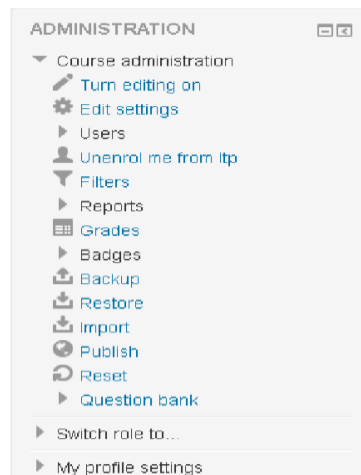 ADMINISTRATION
Course administration
Turn editing on
Edit settings
Users
Unenrol me from ltp
Filters
Reports
Grades
Badges
Backup
Restore
Import
Publish
Reset
Question bank
Switch role to...
My profile settings